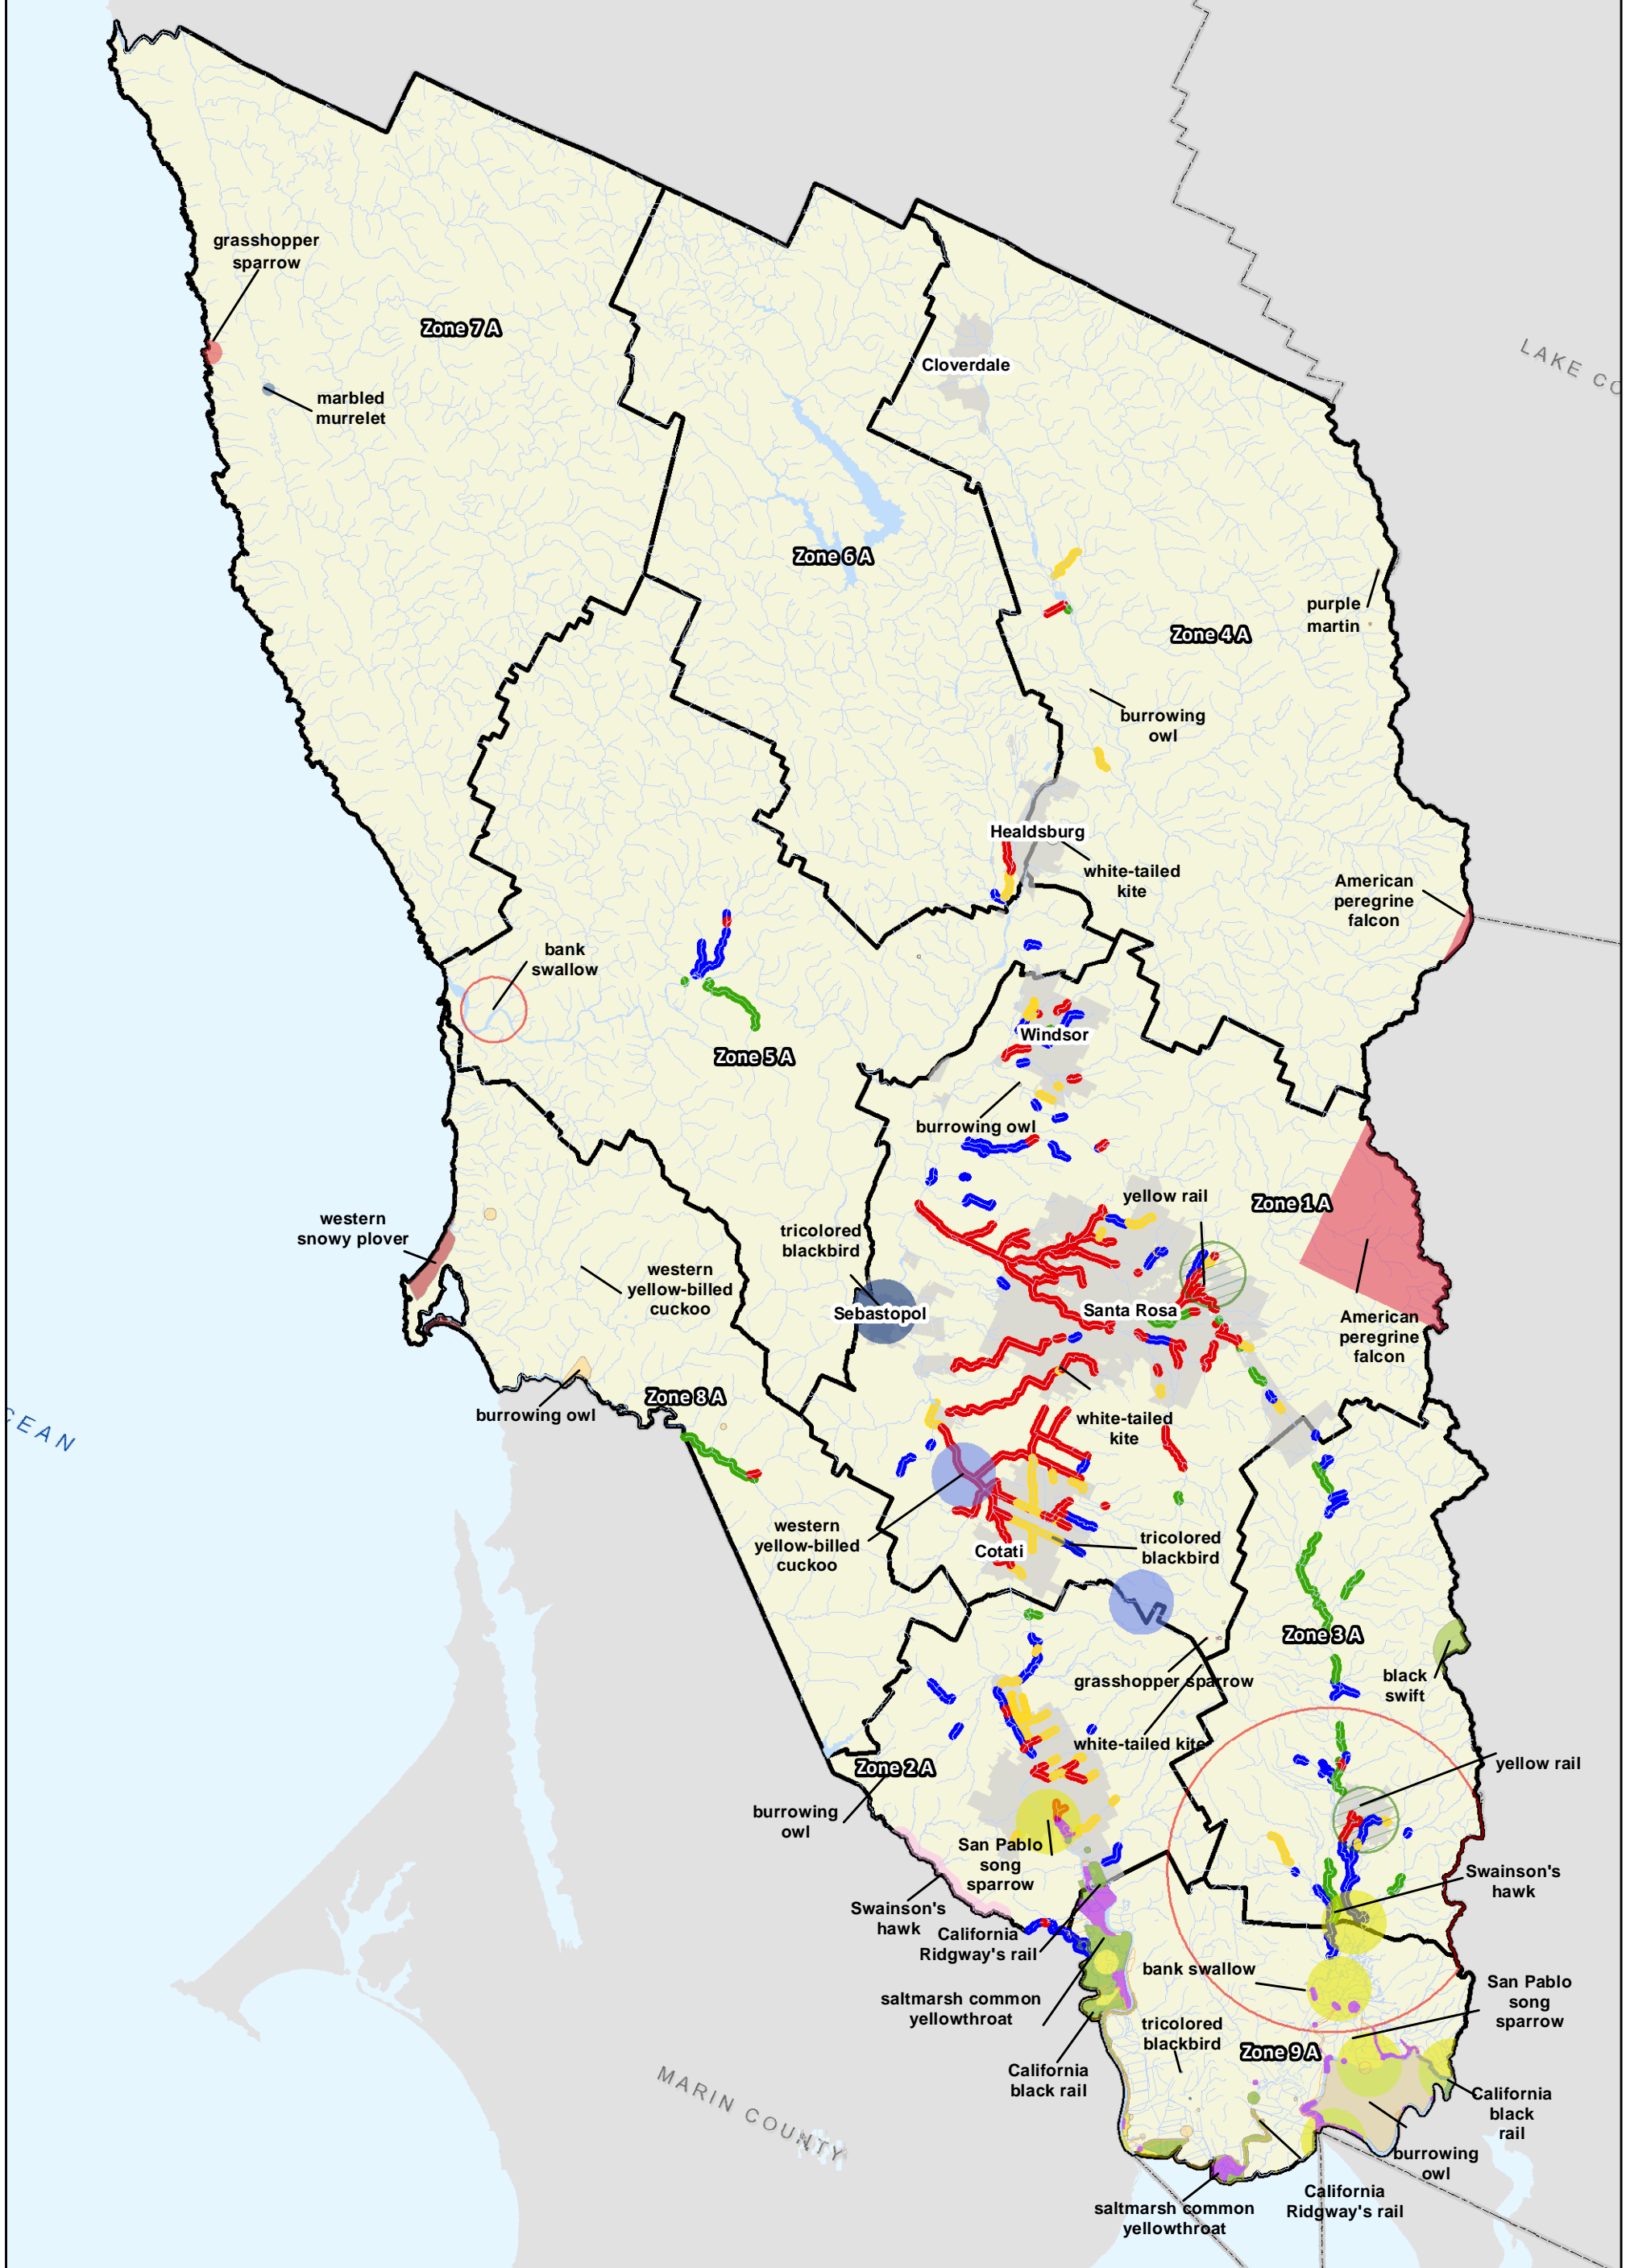 grasshopper
sparrow
Zone 7 A
LAKE CO
Cloverdale
marbled
murrelet
Zone 6 A
purple
martin
Zone 4 A
burrowing
owl
Healdsburg
white-tailed
kite
American
peregrine
falcon
bank
swallow
Windsor
Zone 5 A
burrowing owl
yellow rail
Zone 1 A
western
snowy plover
tricolored
blackbird
western
yellow-billed
cuckoo
Sebastopol
Santa Rosa
American
peregrine
falcon
Zone 8 A
burrowing owl
CEAN
white-tailed
kite
western
yellow-billed
cuckoo
Cotati
tricolored
blackbird
Zone 3 A
grasshopper sparrow
black
swift
white-tailed kite
Zone 2 A
yellow rail
burrowing
owl
San Pablo
song
sparrow
Swainson's
hawk
Swainson's
hawk
California
Ridgway's rail
bank swallow
San Pablo
song
sparrow
saltmarsh common
yellowthroat
tricolored
blackbird
Zone 9 A
California
black rail
California
black
rail
MARIN COUNTY
burrowing
owl
California
Ridgway's rail
saltmarsh common
yellowthroat